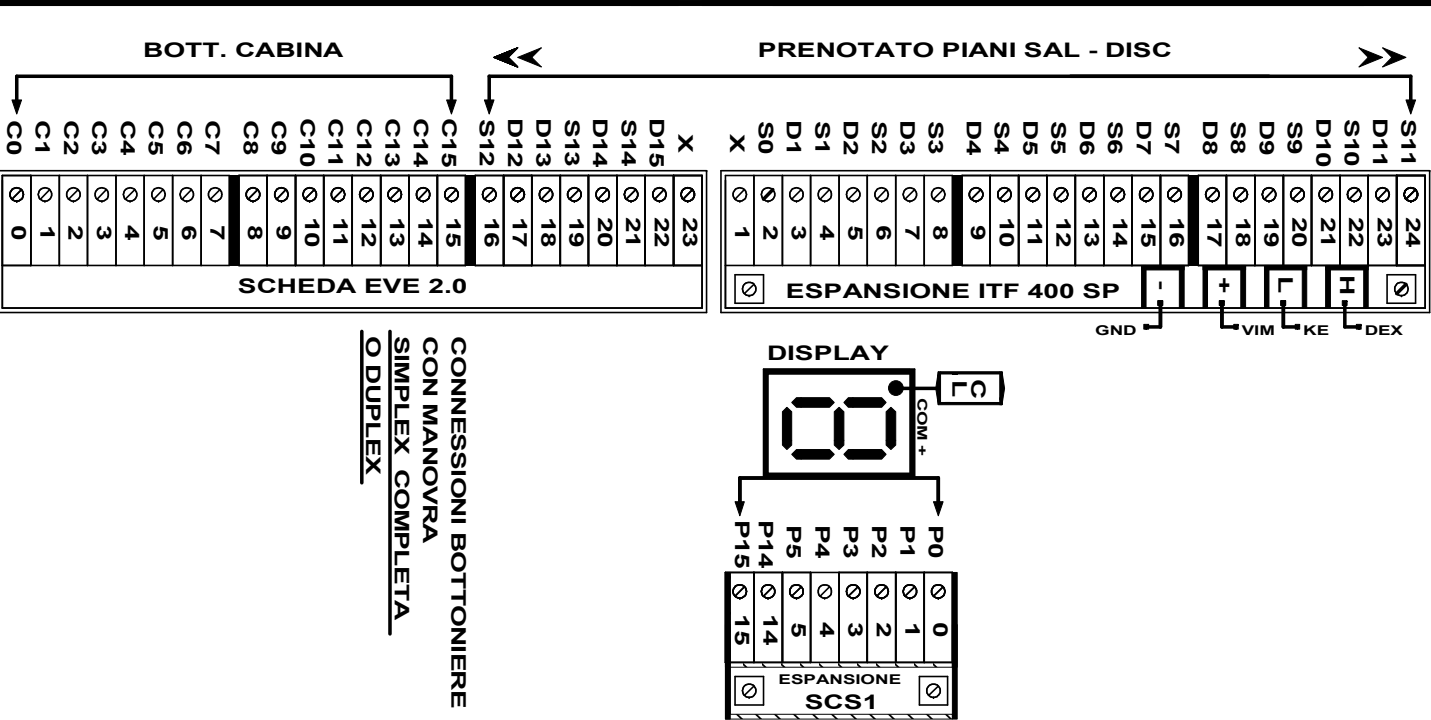 BOTT. CABINA
PRENOTATO PIANI SAL - DISC
C0 C1 C2 C3 C4 C5 C6 C7 C8 C9 C10 C11 C12 C13 C14 C15 S12 D12 D13 S13 D14 S14 D15 X
X S0 D1 S1 D2 S2 D3 S3 D4 S4 D5 S5 D6 S6 D7 S7 D8 S8 D9 S9 D10 S10 D11 S11
0 1 2 3 4 5 6 7 8 9 10 11 12 13 14 15 16 17 18 19 20 21 22 23
1 2 3 4 5 6 7 8 9 10 11 12 13 14 15 16 17 18 19 20 21 22 23 24
SCHEDA EVE 2.0
ESPANSIONE ITF 400 SP
- + L H
GND VIM KE DEX
CONNESSIONI BOTTONIERE
CON MANOVRA
SIMPLEX COMPLETA
O DUPLEX
DISPLAY
8
COM +
CL
P15 P14 P5 P4 P3 P2 P1 P0
15 14 5 4 3 2 1 0
ESPANSIONE
SCS1